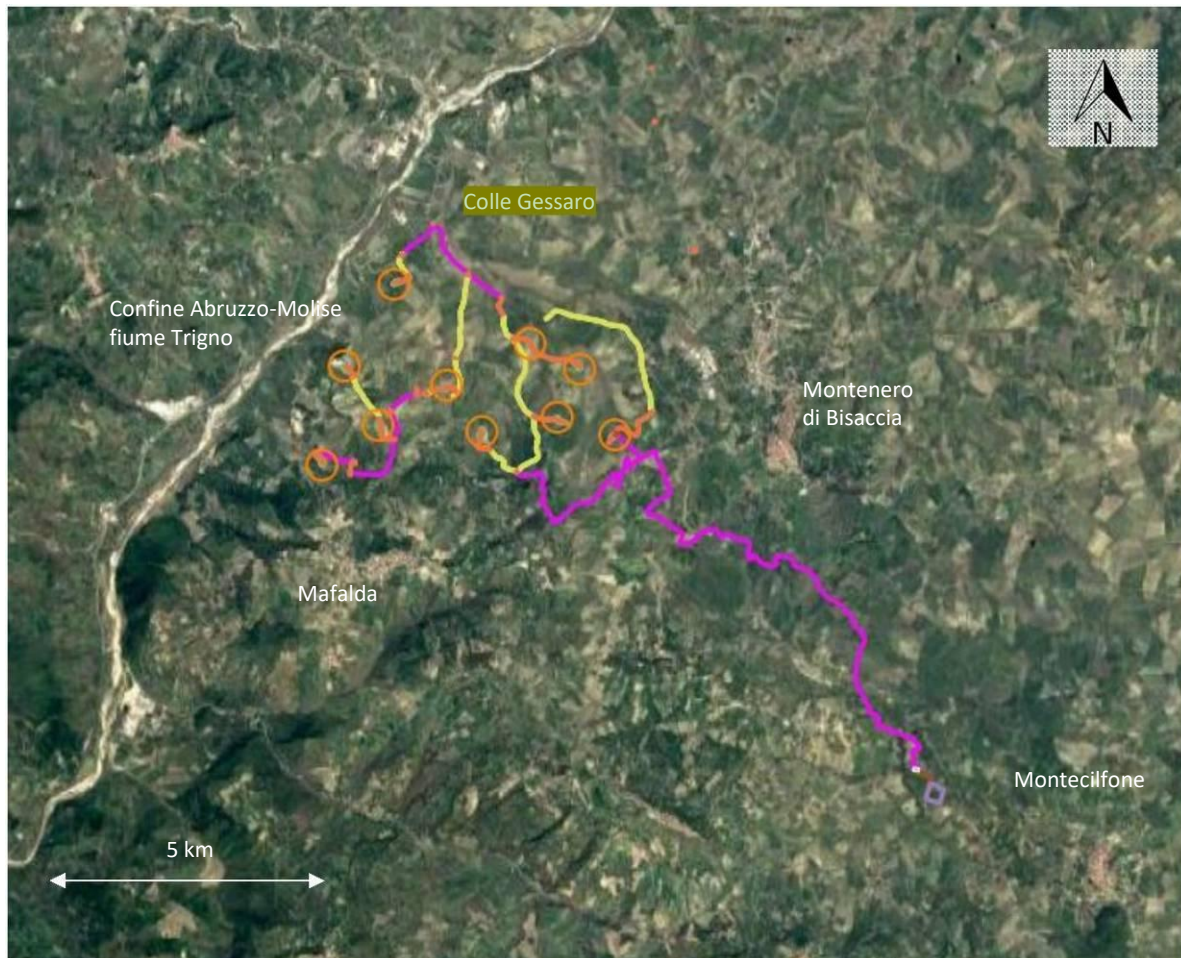 N
Colle Gessaro
Confine Abruzzo-Molise
fiume Trigno
Montenero
di Bisaccia
Mafalda
Montecilfone
5 km